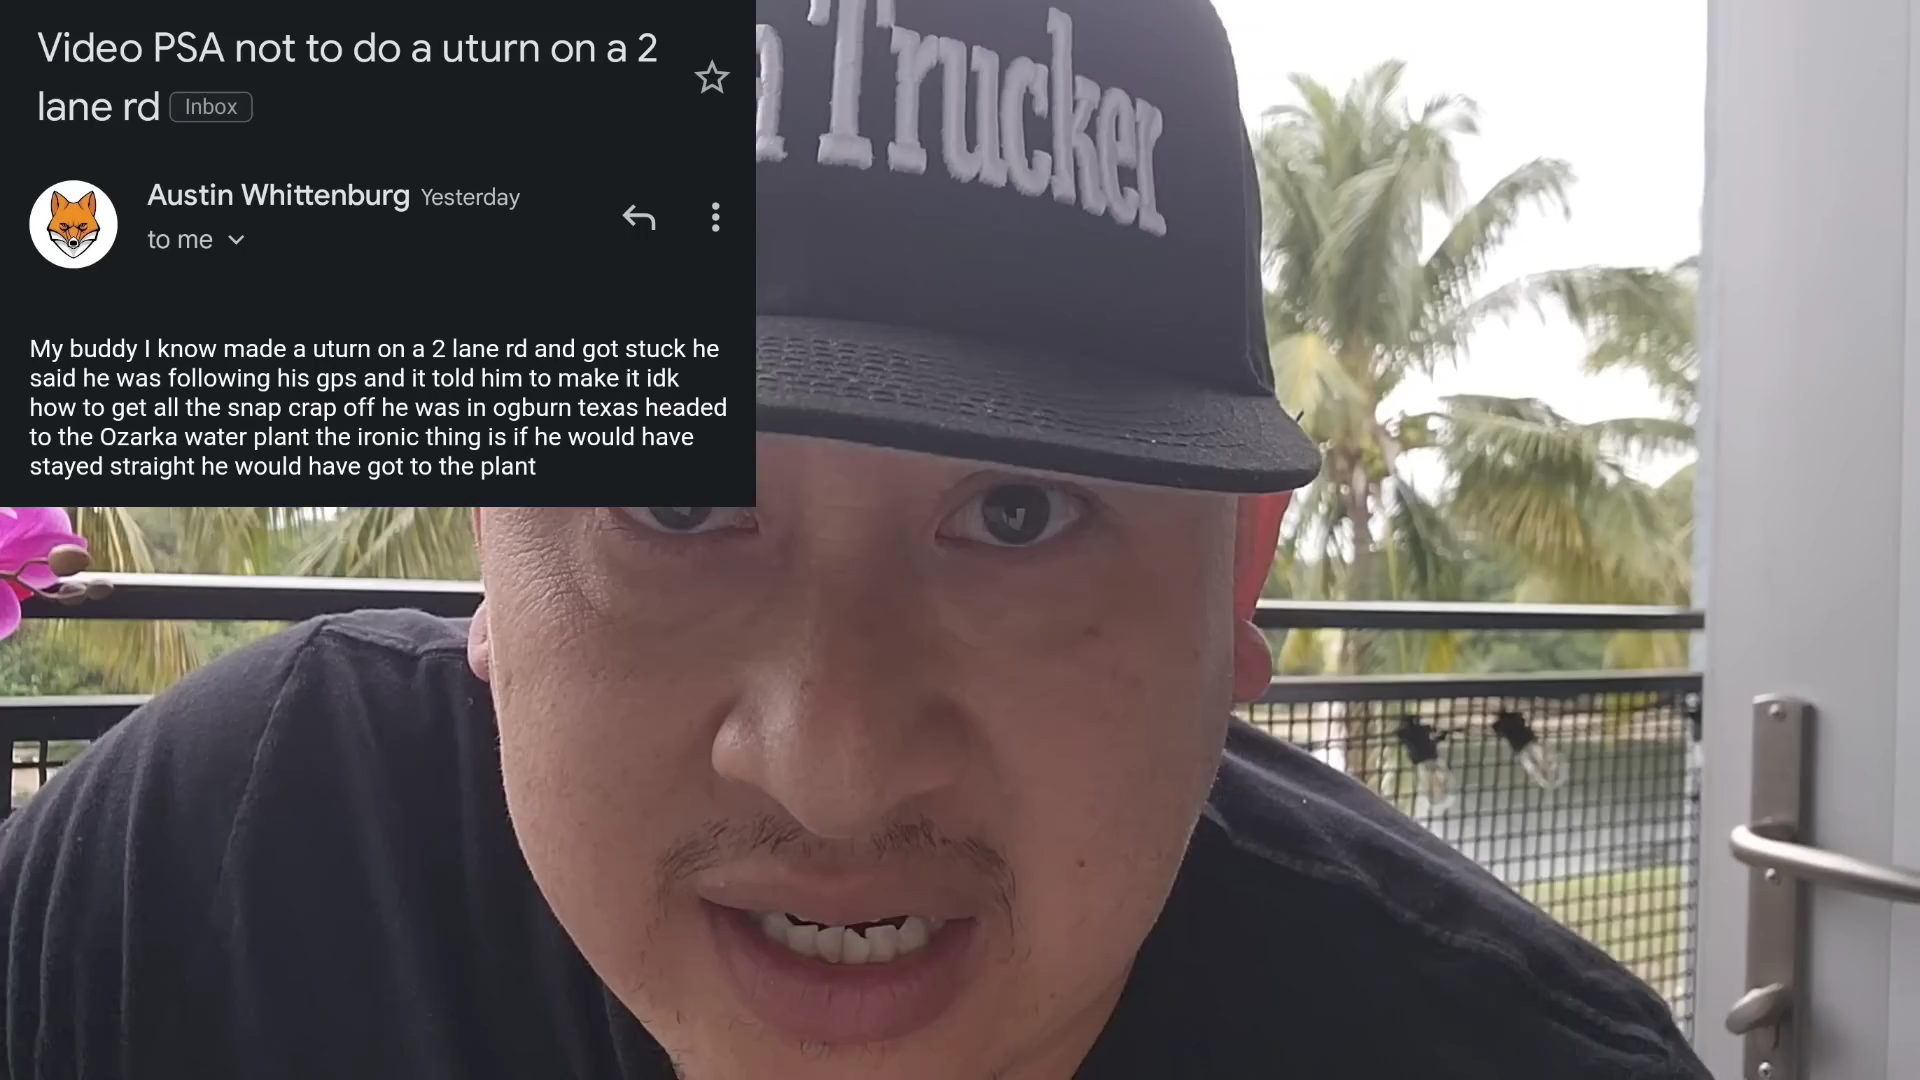 Video PSA not to do a uturn on a 2
lane rd Inbox
Austin Whittenburg Yesterday
to me
My buddy I know made a uturn on a 2 lane rd and got stuck he
said he was following his gps and it told him to make it idk
how to get all the snap crap off he was in ogburn texas headed
to the Ozarka water plant the ironic thing is if he would have
stayed straight he would have got to the plant
Trucker